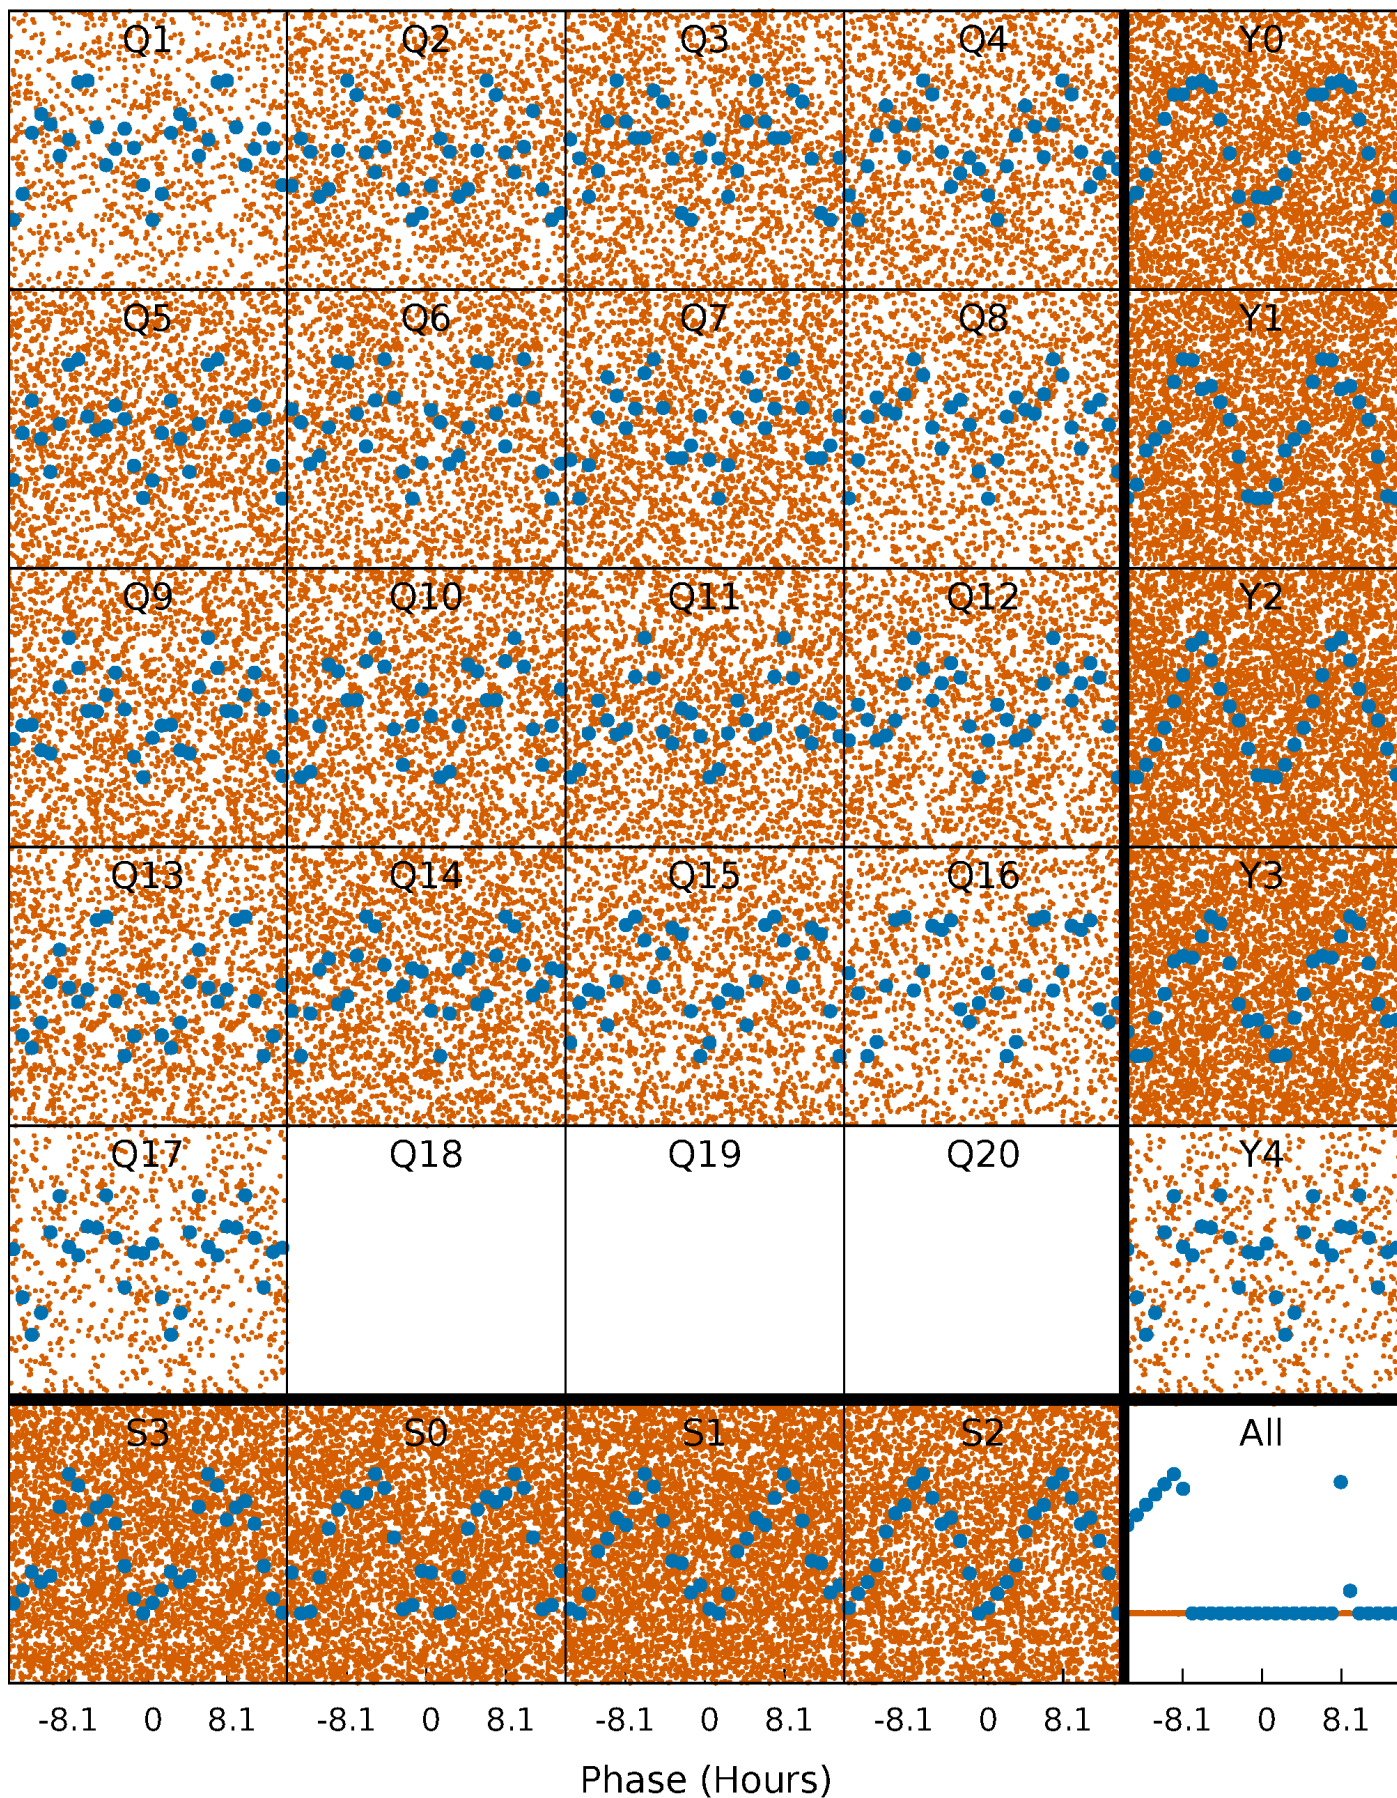 Q1 Q2 Q3 Q4 Y0
Q5 Q6 Q7 Q8 Y1
Q9 Q10 Q11 Q12 Y2
Q13 Q14 Q15 Q16 Y3
Q17 Q18 Q19 Q20 Y4
S3 S0 S1 S2 All
-8.1 0 8.1 -8.1 0 8.1 -8.1 0 8.1 -8.1 0 8.1 -8.1 0 8.1
Phase (Hours)